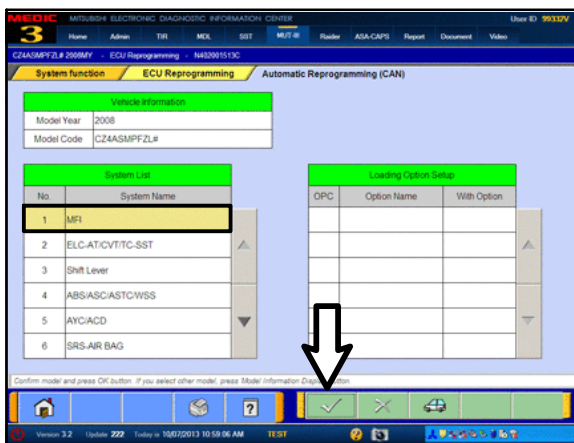 MEDIC MITSUBISHI ELECTRONIC DIAGNOSTIC INFORMATION CENTER User ID 99332V
3 Home Admin TIR MDL SST MUT-III Raider ASA-CAPS Report Document Video
CZ4ASMPFZL# 2008MY - ECU Reprogramming - N402001513C
System function ECU Reprogramming Automatic Reprogramming (CAN)
Vehicle Information
Model Year 2008
Model Code CZ4ASMPFZL#
System List
No. System Name
1 MFI
2 ELC-AT/CVT/TC-SST
3 Shift Lever
4 ABS/ASC/ASTC/WSS
5 AYC/ACD
6 SRS-AIR BAG
Loading Option Setup
OPC Option Name With Option
Confirm model and press OK button. If you select other model, press 'Model Information Display' button.
?
Version 3.2 Update 222 Today is 10/07/2013 10:59:06 AM TEST ?